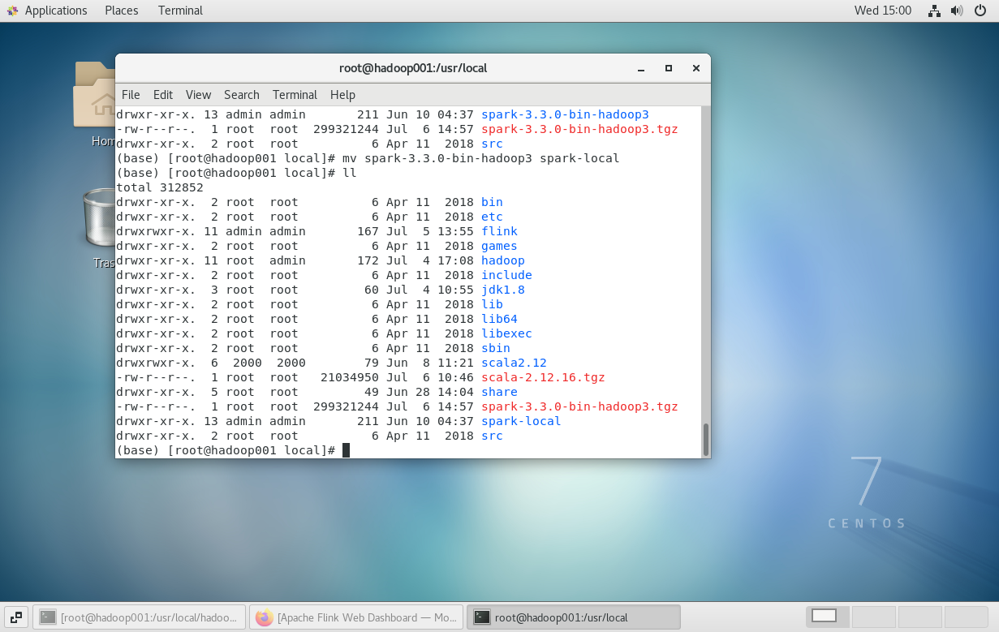 Applications Places Terminal Wed 15:00
root@hadoop001:/usr/local
File Edit View Search Terminal Help
drwxr-xr-x. 13 admin admin       211 Jun 10 04:37 spark-3.3.0-bin-hadoop3
-rw-r--r--.  1 root  root  299321244 Jul  6 14:57 spark-3.3.0-bin-hadoop3.tgz
drwxr-xr-x.  2 root  root          6 Apr 11  2018 src
(base) [root@hadoop001 local]# mv spark-3.3.0-bin-hadoop3 spark-local
(base) [root@hadoop001 local]# ll
total 312852
drwxr-xr-x.  2 root  root          6 Apr 11  2018 bin
drwxr-xr-x.  2 root  root          6 Apr 11  2018 etc
drwxrwxr-x. 11 admin admin       167 Jul  5 13:55 flink
drwxr-xr-x.  2 root  root          6 Apr 11  2018 games
drwxr-xr-x. 11 root  admin       172 Jul  4 17:08 hadoop
drwxr-xr-x.  2 root  root          6 Apr 11  2018 include
drwxr-xr-x.  3 root  root         60 Jul  4 10:55 jdk1.8
drwxr-xr-x.  2 root  root          6 Apr 11  2018 lib
drwxr-xr-x.  2 root  root          6 Apr 11  2018 lib64
drwxr-xr-x.  2 root  root          6 Apr 11  2018 libexec
drwxr-xr-x.  2 root  root          6 Apr 11  2018 sbin
drwxrwxr-x.  6  2000  2000        79 Jun  8 11:21 scala2.12
-rw-r--r--.  1 root  root   21034950 Jul  6 10:46 scala-2.12.16.tgz
drwxr-xr-x.  5 root  root         49 Jun 28 14:04 share
-rw-r--r--.  1 root  root  299321244 Jul  6 14:57 spark-3.3.0-bin-hadoop3.tgz
drwxr-xr-x. 13 admin admin       211 Jun 10 04:37 spark-local
drwxr-xr-x.  2 root  root          6 Apr 11  2018 src
(base) [root@hadoop001 local]#
Hom
Tras
7
CENTOS
[root@hadoop001:/usr/local/hadoo... [Apache Flink Web Dashboard — Mo... root@hadoop001:/usr/local